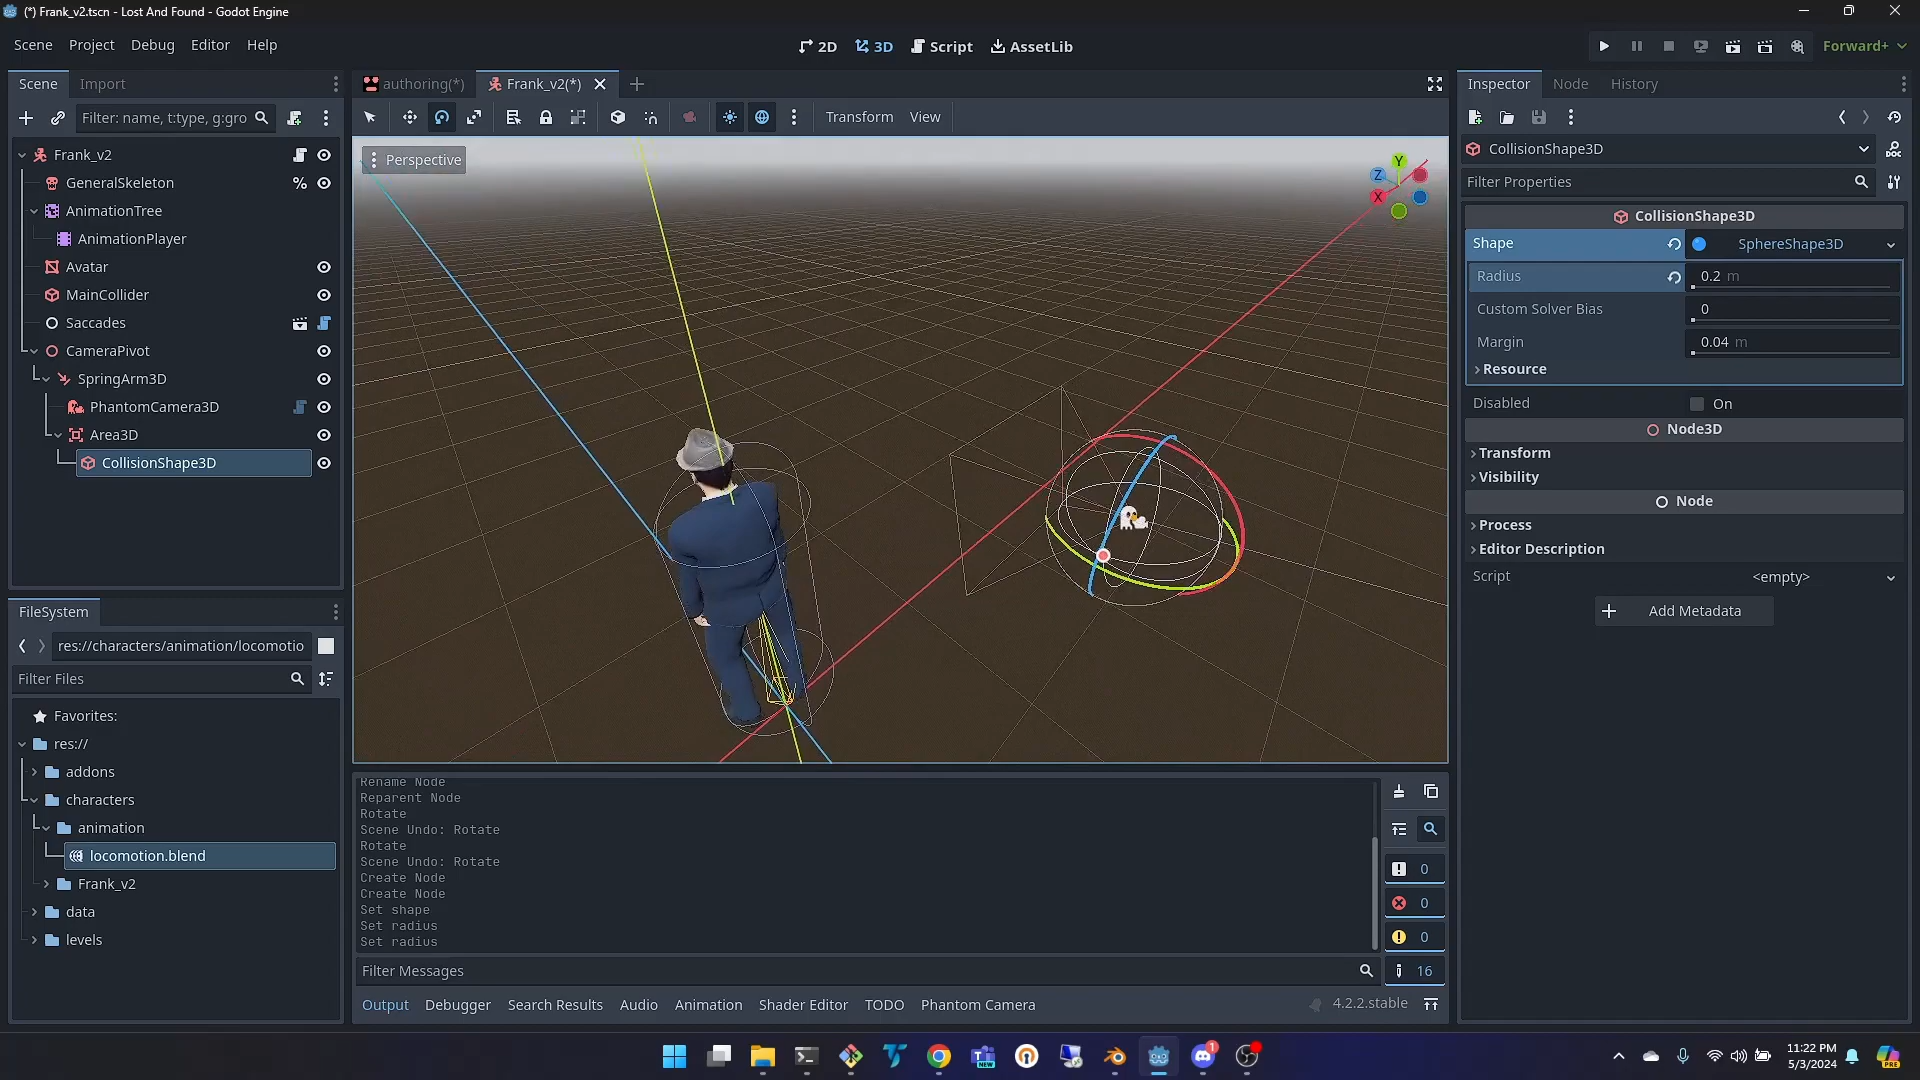 (*) Frank_v2.tscn - Lost And Found - Godot Engine
Scene Project Debug Editor Help
2D 3D Script AssetLib
Forward+
Scene Import
Filter: name, t:type, g:gro
Frank_v2
GeneralSkeleton
%
AnimationTree
AnimationPlayer
Avatar
MainCollider
Saccades
CameraPivot
SpringArm3D
PhantomCamera3D
Area3D
CollisionShape3D
FileSystem
res://characters/animation/locomotio
Filter Files
Favorites:
res://
addons
characters
animation
locomotion.blend
Frank_v2
data
levels
authoring(*) Frank_v2(*)
Transform View
Perspective
Y
Z
X
Rename Node
Reparent Node
Rotate
Scene Undo: Rotate
Rotate
Scene Undo: Rotate
Create Node
Create Node
Set shape
Set radius
Set radius
0
0
0
Filter Messages
16
Output Debugger Search Results Audio Animation Shader Editor TODO Phantom Camera
4.2.2.stable
Inspector Node History
CollisionShape3D
Filter Properties
CollisionShape3D
Shape SphereShape3D
Radius 0.2 m
Custom Solver Bias 0
Margin 0.04 m
Resource
Disabled On
Node3D
Transform
Visibility
Node
Process
Editor Description
Script <empty>
Add Metadata
NEW
1
11:22 PM
5/3/2024
PRE